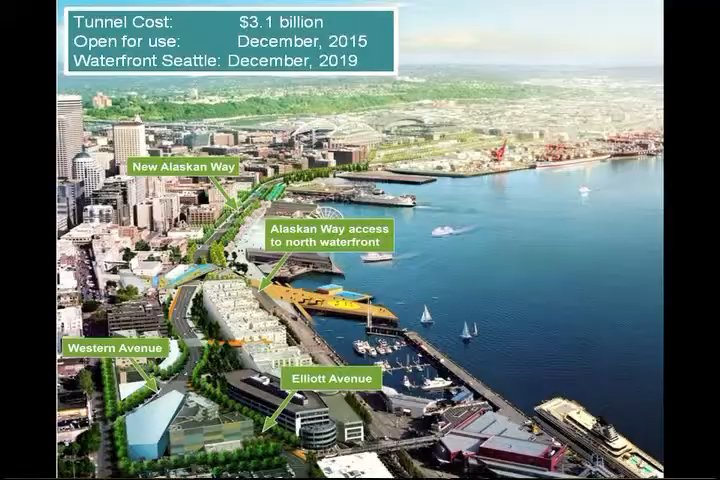 Tunnel Cost: $3.1 billion
Open for use: December, 2015
Waterfront Seattle: December, 2019
New Alaskan Way
Alaskan Way access
to north waterfront
Western Avenue
Elliott Avenue